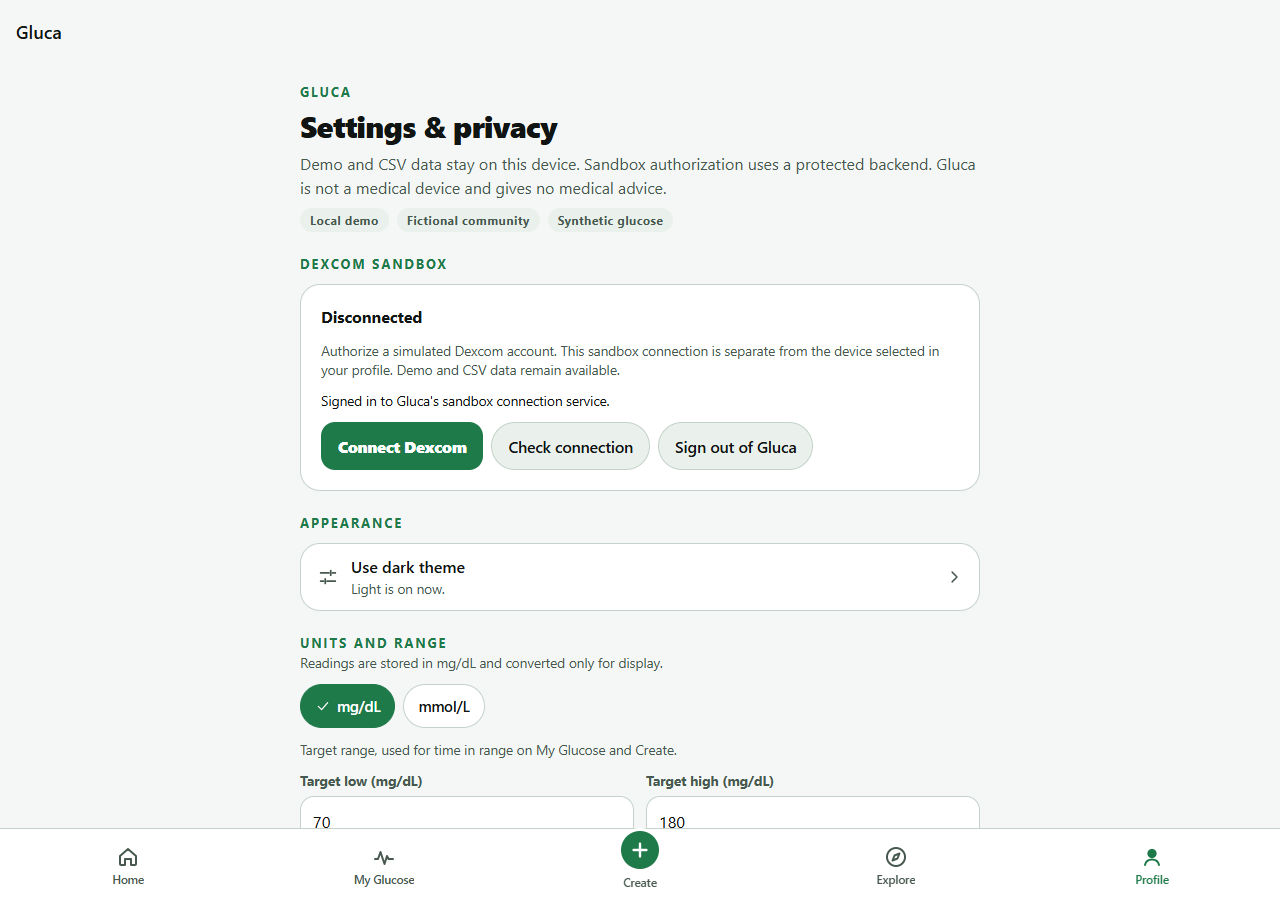 Gluca
GLUCA
Settings & privacy
Demo and CSV data stay on this device. Sandbox authorization uses a protected backend. Gluca
is not a medical device and gives no medical advice.
Local demo
Fictional community
Synthetic glucose
DEXCOM SANDBOX
Disconnected
Authorize a simulated Dexcom account. This sandbox connection is separate from the device selected in
your profile. Demo and CSV data remain available.
Signed in to Gluca's sandbox connection service.
Connect Dexcom
Check connection
Sign out of Gluca
APPEARANCE
Use dark theme
Light is on now.
UNITS AND RANGE
Readings are stored in mg/dL and converted only for display.
mg/dL
mmol/L
Target range, used for time in range on My Glucose and Create.
Target low (mg/dL)
Target high (mg/dL)
70
180
Home
My Glucose
Create
Explore
Profile